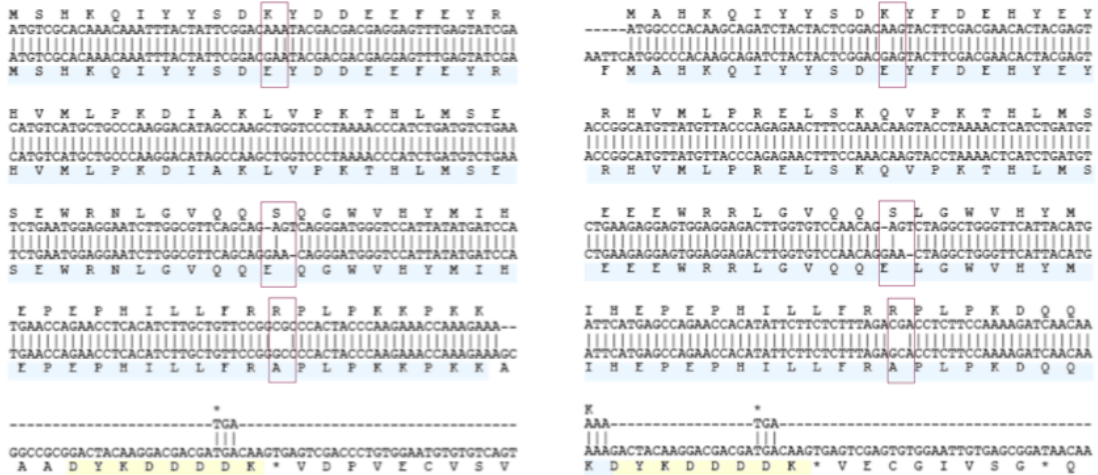 M S H K Q I Y Y S D K Y D D E E F E Y R
ATGTCGCACAAACAAATTTACTATTCGGACAAATACGACGACGAGGAGTTTGAGTATCGA
ATGTCGCACAAACAAATTTACTATTCGGACGAATACGACGACGAGGAGTTTGAGTATCGA
M S H K Q I Y Y S D E Y D D E E F E Y R
H V M L P K D I A K L V P K T H L M S E
CATGTCATGCTGCCCAAGGACATAGCCAAGCTGGTCCCTAAAACCCATCTGATGTCTGAA
CATGTCATGCTGCCCAAGGACATAGCCAAGCTGGTCCCTAAAACCCATCTGATGTCTGAA
H V M L P K D I A K L V P K T H L M S E
S E W R N L G V Q Q S Q G W V H Y M I H
TCTGAATGGAGGAATCTTGGCGTTCAGCAG-AGTCAGGGATGGGTCCATTATATGATCCA
TCTGAATGGAGGAATCTTGGCGTTCAGCAGGAA-CAGGGATGGGTCCATTATATGATCCA
S E W R N L G V Q Q E Q G W V H Y M I H
E P E P H I L L F R R P L P K K P K K
TGAACCAGAACCTCACATCTTGCTGTTCCGGCGCCCACTACCCAAGAAACCAAAGAAA--
TGAACCAGAACCTCACATCTTGCTGTTCCGGGCCCCACTACCCAAGAAACCAAAGAAAGC
E P E P H I L L F R A P L P K K P K K A
*
------------------------TGA---------------------------------
GGCCGCGGACTACAAGGACGACGATGACAAGTGAGTCGACCCTGTGGAATGTGTGTCAGT
A A D Y K D D D D K * V D P V E C V S V
M A H K Q I Y Y S D K Y F D E H Y E Y
-----ATGGCCCACAAGCAGATCTACTACTCGGACAAGTACTTCGACGAACACTACGAGT
AATTCATGGCCCACAAGCAGATCTACTACTCGGACGAGTACTTCGACGAACACTACGAGT
F M A H K Q I Y Y S D E Y F D E H Y E Y
R H V M L P R E L S K Q V P K T H L M S
ACCGGCATGTTATGTTACCCAGAGAACTTTCCAAACAAGTACCTAAAACTCATCTGATGT
ACCGGCATGTTATGTTACCCAGAGAACTTTCCAAACAAGTACCTAAAACTCATCTGATGT
R H V M L P R E L S K Q V P K T H L M S
E E E W R R L G V Q Q S L G W V H Y M
CTGAAGAGGAGTGGAGGAGACTTGGTGTCCAACAG-AGTCTAGGCTGGGTTCATTACATG
CTGAAGAGGAGTGGAGGAGACTTGGTGTCCAACAGGAA-CTAGGCTGGGTTCATTACATG
E E E W R R L G V Q Q E L G W V H Y M
I H E P E P H I L L F R R P L P K D Q Q
ATTCATGAGCCAGAACCACATATTCTTCTCTTTAGACGACCTCTTCCAAAAGATCAACAA
ATTCATGAGCCAGAACCACATATTCTTCTCTTTAGAGCACCTCTTCCAAAAGATCAACAA
I H E P E P H I L L F R A P L P K D Q Q
K *
AAA-----------------TGA-------------------------------------
AAAGACTACAAGGACGACGATGACAAGTGAGTCGAGTGTGGAATTGTGAGCGGATAACAA
K D Y K D D D D K * V E C G I V S G * Q